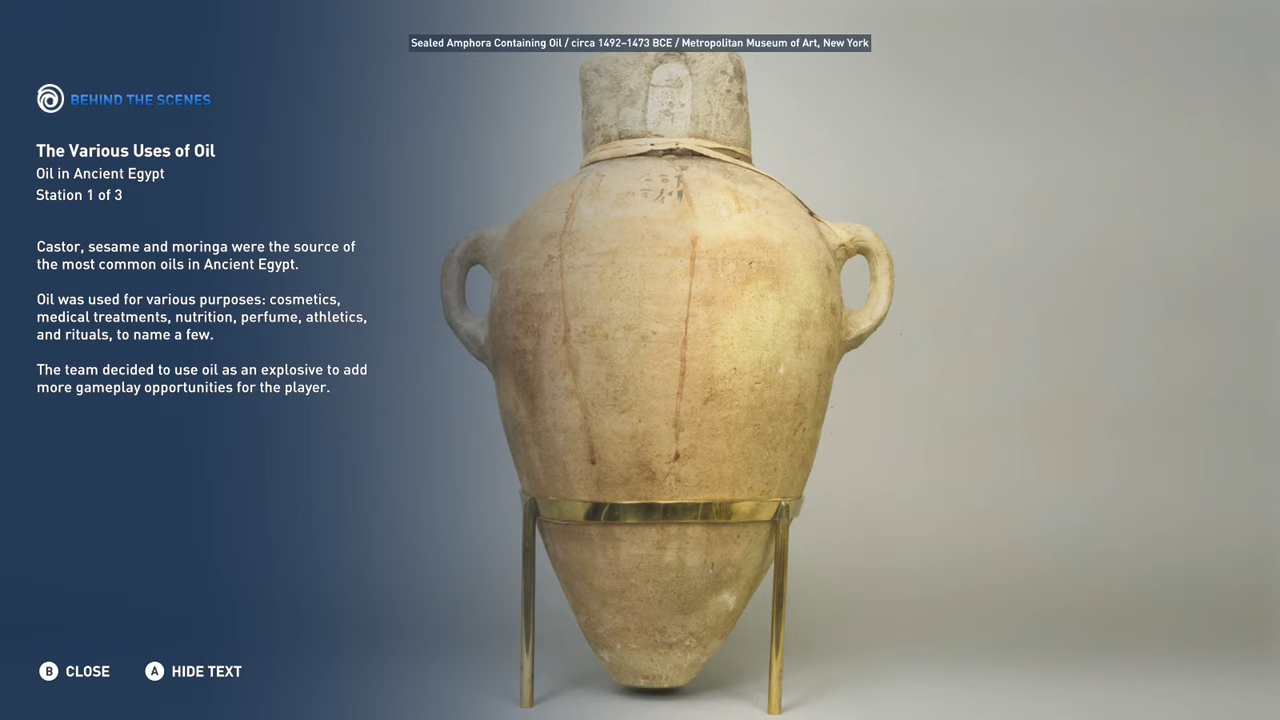 Sealed Amphora Containing Oil / circa 1492–1473 BCE / Metropolitan Museum of Art, New York
BEHIND THE SCENES
The Various Uses of Oil
Oil in Ancient Egypt
Station 1 of 3
Castor, sesame and moringa were the source of
the most common oils in Ancient Egypt.
Oil was used for various purposes: cosmetics,
medical treatments, nutrition, perfume, athletics,
and rituals, to name a few.
The team decided to use oil as an explosive to add
more gameplay opportunities for the player.
B CLOSE
A HIDE TEXT